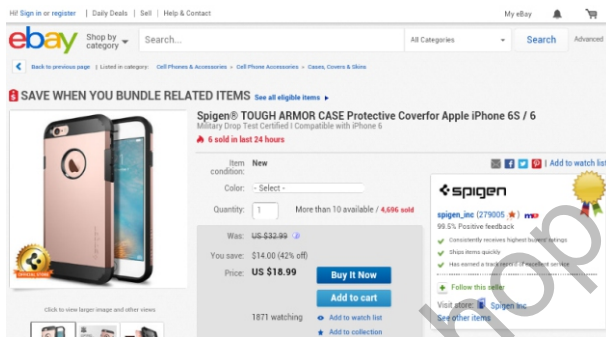 Hi! Sign in or register | Daily Deals | Sell | Help & Contact
My eBay
ebay
Shop by category
Search...
All Categories
Search
Advanced
Back to previous page | Listed in category: Cell Phones & Accessories > Cell Phone Accessories > Cases, Covers & Skins
SAVE WHEN YOU BUNDLE RELATED ITEMS See all eligible items
Spigen® TOUGH ARMOR CASE Protective Coverfor Apple iPhone 6S / 6
Military Drop Test Certified I Compatible with iPhone 6
6 sold in last 24 hours
Item condition: New
Color: - Select -
Quantity: 1 More than 10 available / 4,696 sold
Was: US $32.99
You save: $14.00 (42% off)
Price: US $18.99
Buy It Now
Add to cart
1871 watching
Add to watch list
Add to collection
Click to view larger image and other views
| Add to watch list
spigen
spigen_inc (279005 ) me
99.5% Positive feedback
Consistently receives highest buyers' ratings
Ships items quickly
Has earned a track record of excellent service
Follow this seller
Visit store: Spigen Inc
See other items
hop